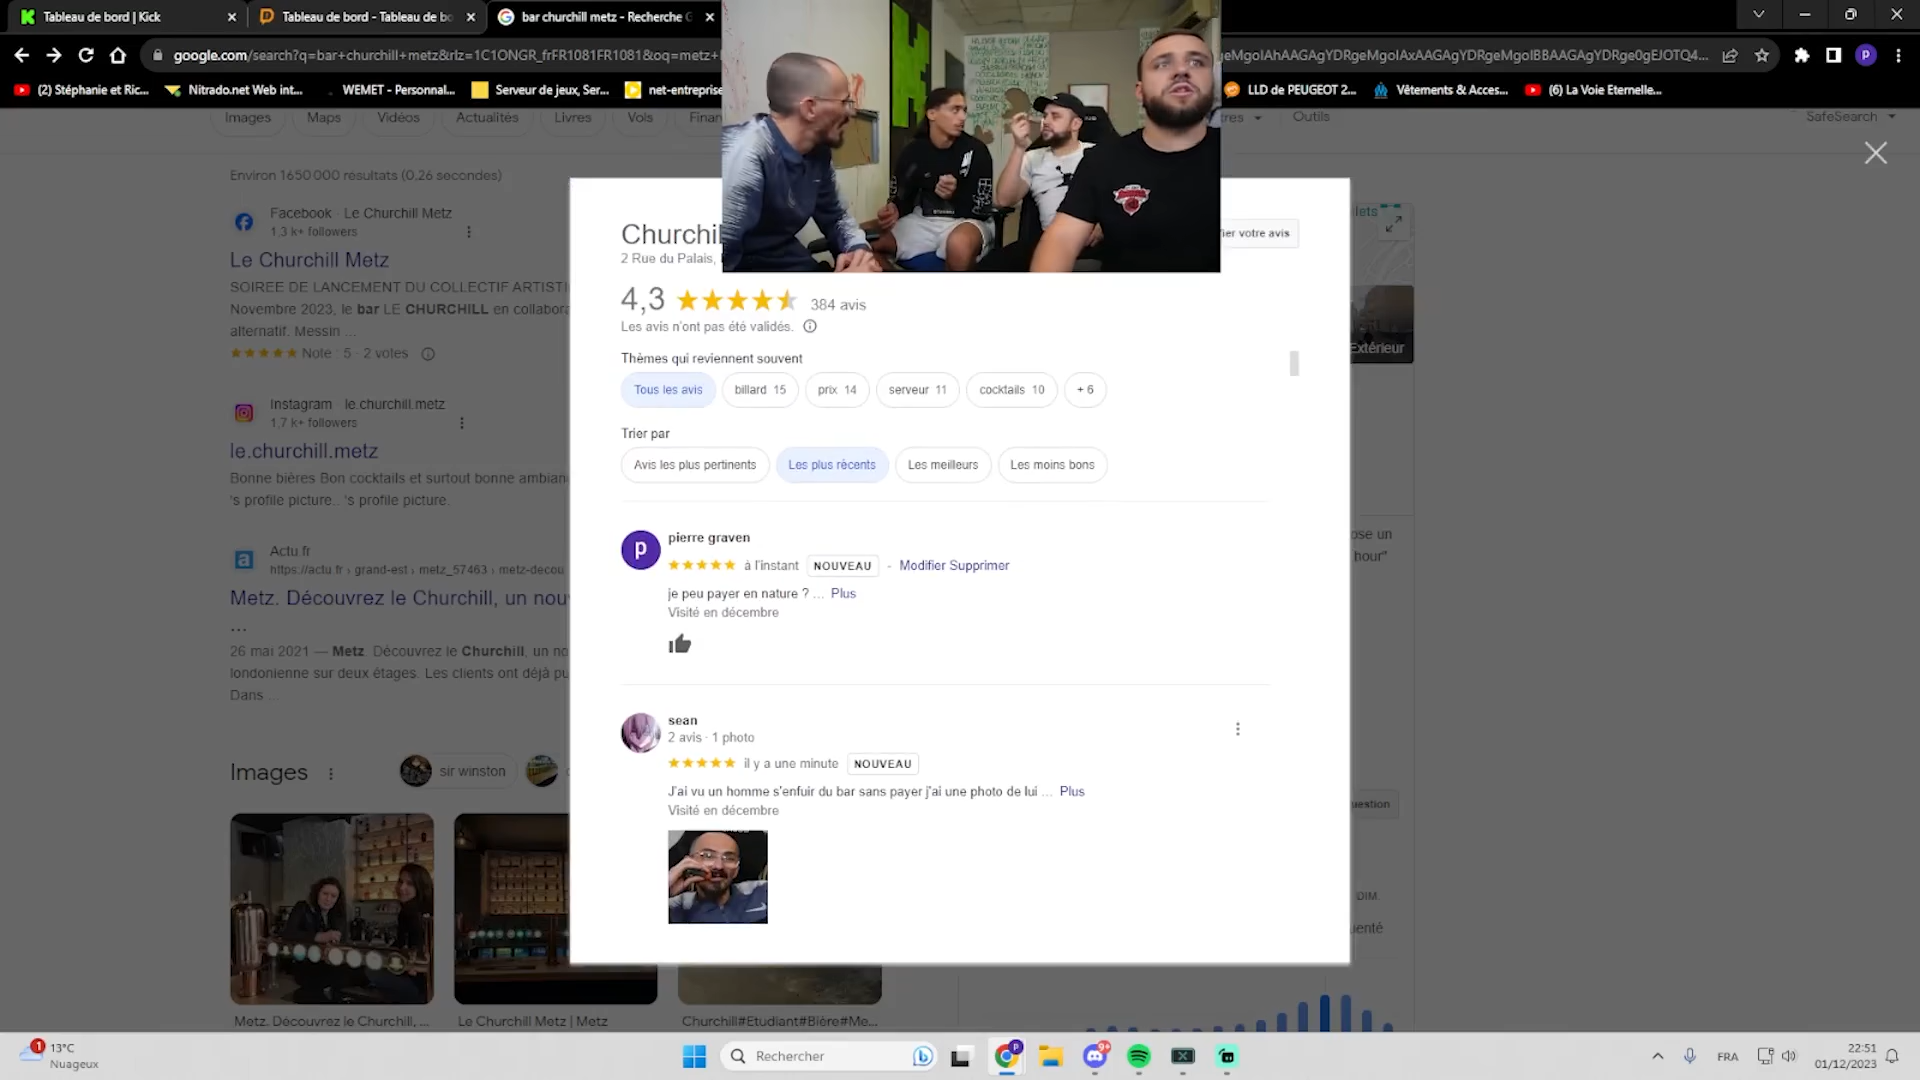 Tableau de bord | Kick
Tableau de bord - Tableau de bo
bar churchill metz - Recherche G
google.com/search?q=bar+churchill+metz&rlz=1C1ONGR_frFR1081FR1081&oq=metz+
(2) Stéphanie et Ric...
Nitrado.net Web int...
WEMET - Personnal...
Serveur de jeux, Ser...
net-entreprise
LLD de PEUGEOT 2...
Vêtements & Acces...
(6) La Voie Eternelle...
Images
Maps
Vidéos
Actualités
Livres
Vols
Finan
Outils
SafeSearch
Environ 1 650 000 résultats (0,26 secondes)
Facebook · Le Churchill Metz
1,3 k+ followers
Le Churchill Metz
SOIREE DE LANCEMENT DU COLLECTIF ARTISTI
Novembre 2023, le bar LE CHURCHILL en collabora
alternatif. Messin ...
Note : 5 · 2 votes
Instagram · le.churchill.metz
1,7 k+ followers
le.churchill.metz
Bonne bières Bon cocktails et surtout bonne ambian
's profile picture.. 's profile picture.
Actu.fr
https://actu.fr › grand-est › metz_57463 › metz-decou
Metz. Découvrez le Churchill, un nou
...
26 mai 2021 — Metz. Découvrez le Churchill, un no
londonienne sur deux étages. Les clients ont déjà pu
Dans ...
Images
sir winston
Metz. Découvrez le Churchill, ...
Le Churchill Metz | Metz
Churchill#Etudiant#Bière#Me...
Churchil
2 Rue du Palais,
ier votre avis
4,3
384 avis
Les avis n'ont pas été validés.
Thèmes qui reviennent souvent
Tous les avis
billard 15
prix 14
serveur 11
cocktails 10
+ 6
Trier par
Avis les plus pertinents
Les plus récents
Les meilleurs
Les moins bons
p
pierre graven
à l'instant
NOUVEAU
- Modifier Supprimer
je peu payer en nature ? ... Plus
Visité en décembre
sean
2 avis · 1 photo
il y a une minute
NOUVEAU
J'ai vu un homme s'enfuir du bar sans payer j'ai une photo de lui ... Plus
Visité en décembre
Extérieur
ose un
hour"
uestion
DIM.
1
13°C
Nuageux
Rechercher
9+
FRA
22:51
01/12/2023